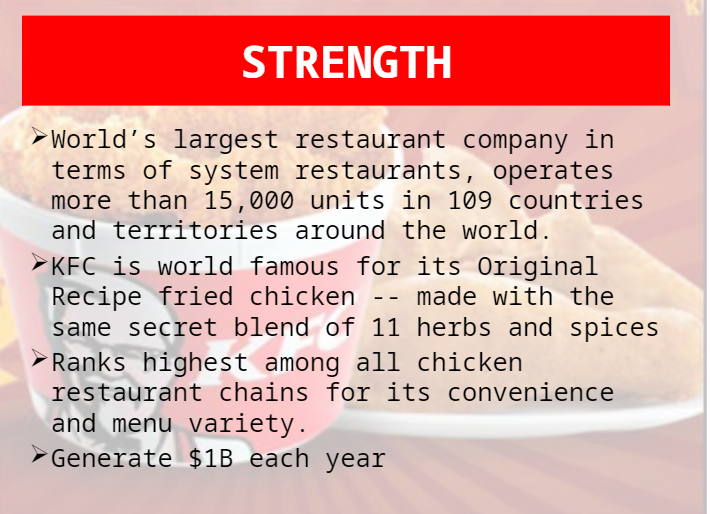 STRENGTH
➢World’s largest restaurant company in
terms of system restaurants, operates
more than 15,000 units in 109 countries
and territories around the world.
➢KFC is world famous for its Original
Recipe fried chicken -- made with the
same secret blend of 11 herbs and spices
➢Ranks highest among all chicken
restaurant chains for its convenience
and menu variety.
➢Generate $1B each year
KFC